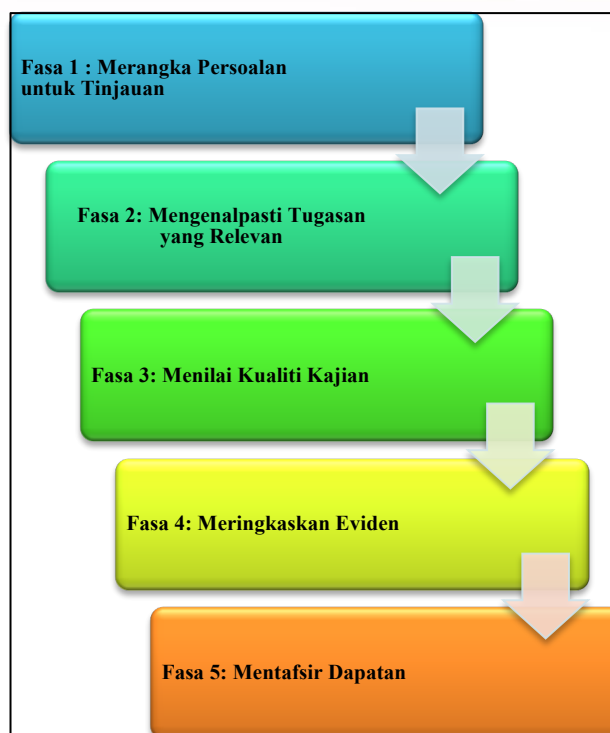 Fasa 1 : Merangka Persoalan
untuk Tinjauan
Fasa 2: Mengenalpasti Tugasan
yang Relevan
Fasa 3: Menilai Kualiti Kajian
Fasa 4: Meringkaskan Eviden
Fasa 5: Mentafsir Dapatan